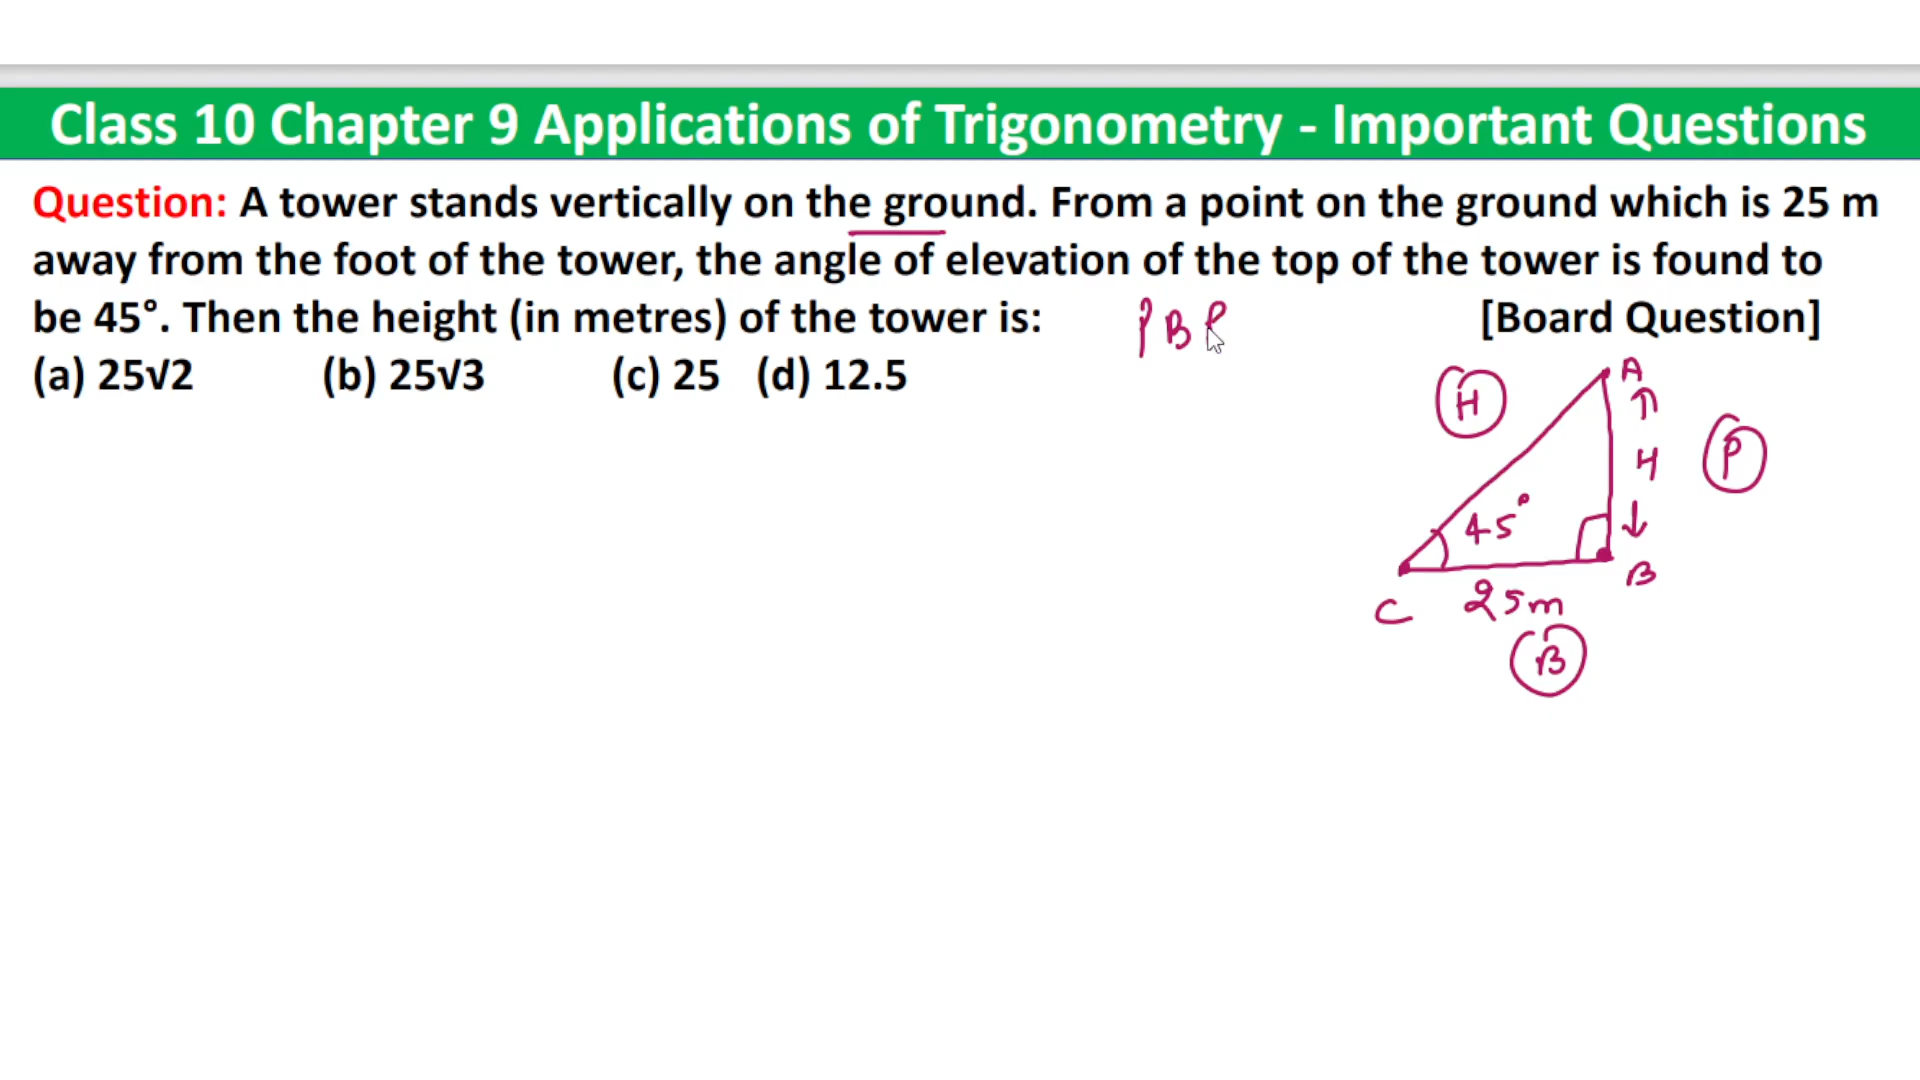 Class 10 Chapter 9 Applications of Trigonometry - Important Questions
Question: A tower stands vertically on the ground. From a point on the ground which is 25 m
away from the foot of the tower, the angle of elevation of the top of the tower is found to
be 45°. Then the height (in metres) of the tower is:
P B P
[Board Question]
(a) 25√2 (b) 25√3 (c) 25 (d) 12.5
A
H
H
P
45°
B
C
25m
B